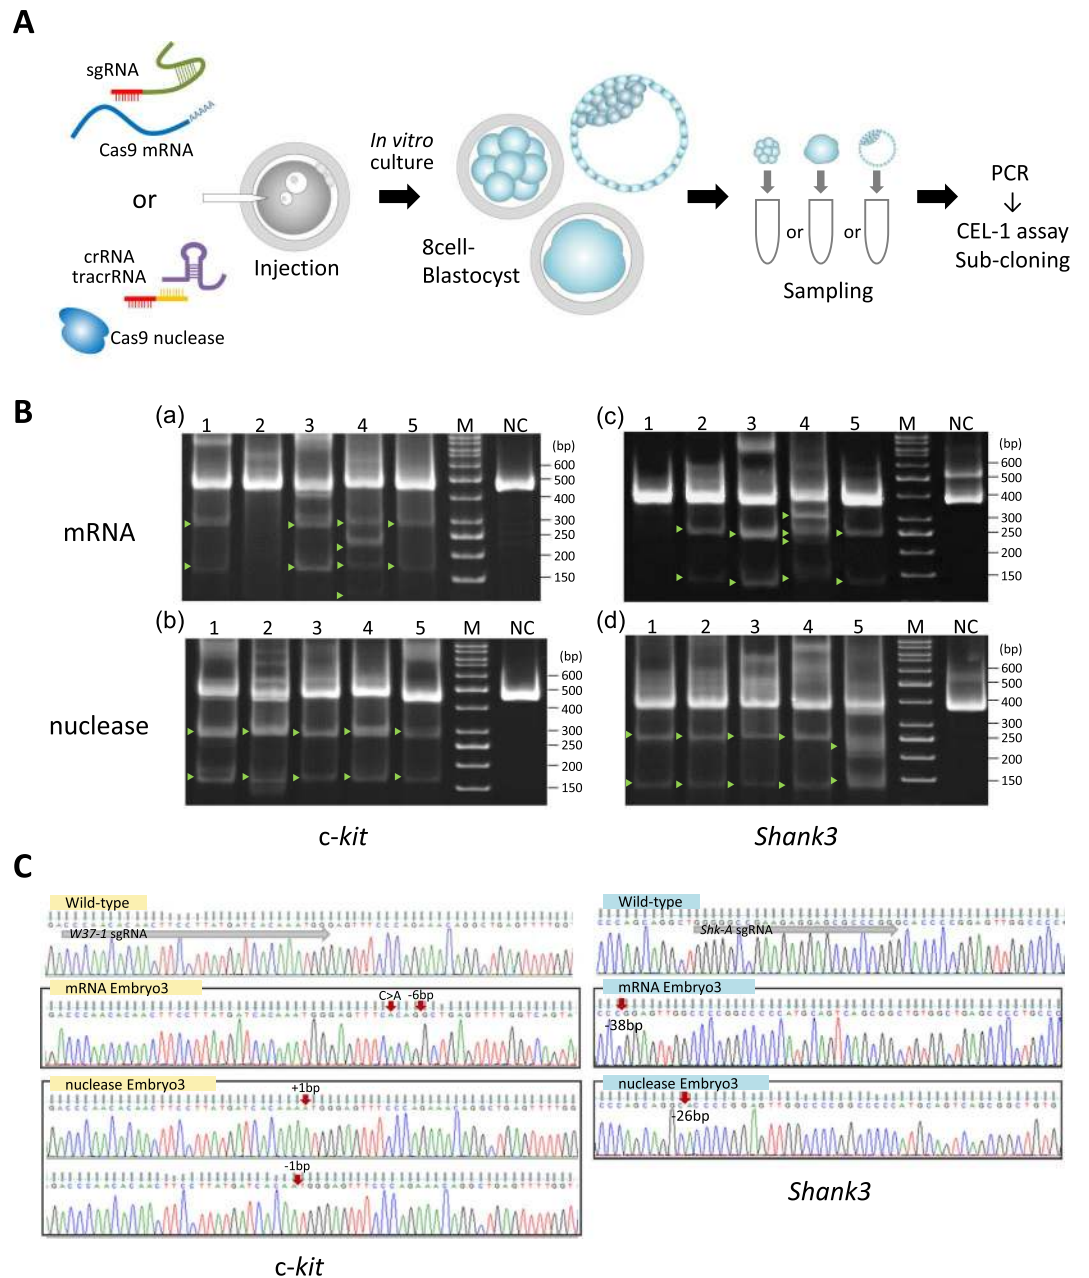 A
sgRNA
AAAAA
Cas9 mRNA
or
crRNA
tracrRNA
Cas9 nuclease
Injection
In vitro
culture
8cell-
Blastocyst
or or
Sampling
PCR
CEL-1 assay
Sub-cloning
B
(a)
1 2 3 4 5 M NC
(bp)
600
500
400
300
250
200
150
(c)
1 2 3 4 5 M NC
(bp)
600
500
400
300
250
200
150
mRNA
(b)
1 2 3 4 5 M NC
(bp)
600
500
400
300
250
200
150
(d)
1 2 3 4 5 M NC
(bp)
600
500
400
300
250
200
150
nuclease
c-kit
Shank3
C
Wild-type
W37-1 sgRNA
mRNA Embryo3
C>A -6bp
nuclease Embryo3
+1bp
-1bp
c-kit
Wild-type
Shk-A sgRNA
mRNA Embryo3
-38bp
nuclease Embryo3
-26bp
Shank3